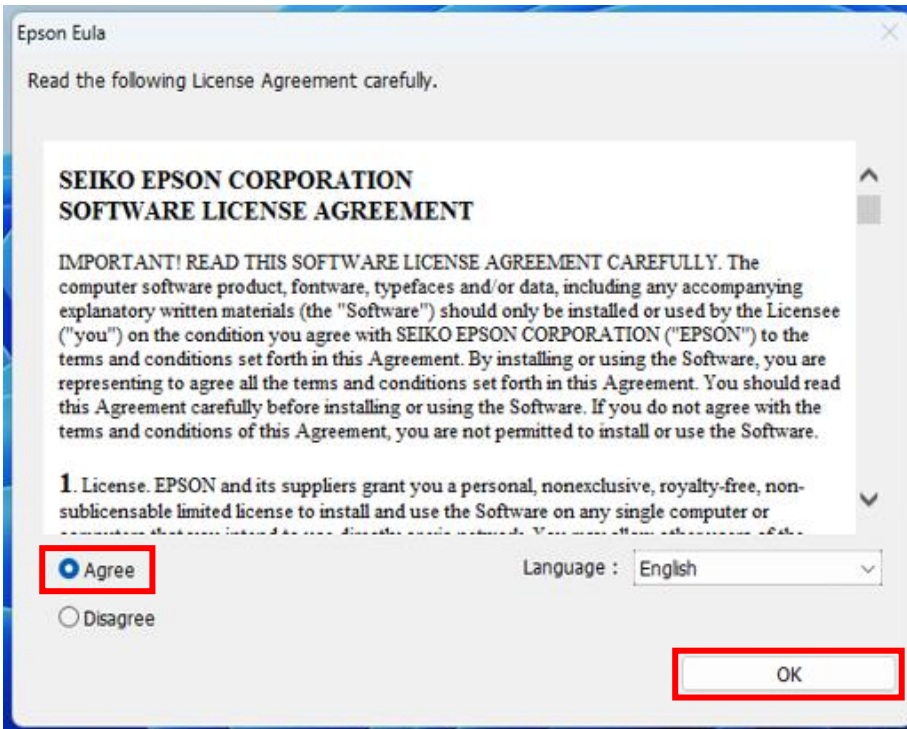 Epson Eula
Read the following License Agreement carefully.
SEIKO EPSON CORPORATION
SOFTWARE LICENSE AGREEMENT
IMPORTANT! READ THIS SOFTWARE LICENSE AGREEMENT CAREFULLY. The
computer software product, fontware, typefaces and/or data, including any accompanying
explanatory written materials (the "Software") should only be installed or used by the Licensee
("you") on the condition you agree with SEIKO EPSON CORPORATION ("EPSON") to the
terms and conditions set forth in this Agreement. By installing or using the Software, you are
representing to agree all the terms and conditions set forth in this Agreement. You should read
this Agreement carefully before installing or using the Software. If you do not agree with the
terms and conditions of this Agreement, you are not permitted to install or use the Software.
1. License. EPSON and its suppliers grant you a personal, nonexclusive, royalty-free, non-
sublicensable limited license to install and use the Software on any single computer or
Agree
Language : English
Disagree
OK